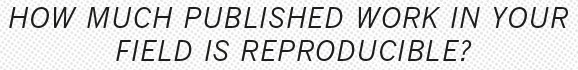 HOW MUCH PUBLISHED WORK IN YOUR
FIELD IS REPRODUCIBLE?